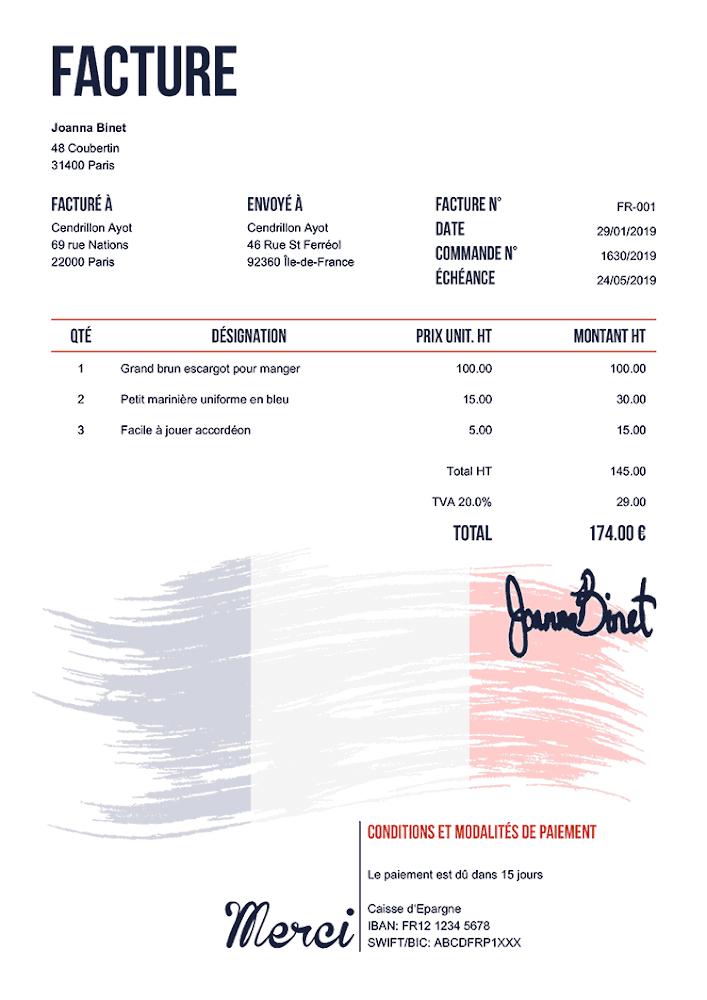 FACTURE
Joanna Binet
48 Coubertin
31400 Paris
FACTURÉ À
Cendrillon Ayot
69 rue Nations
22000 Paris
ENVOYÉ À
Cendrillon Ayot
46 Rue St Ferréol
92360 Île-de-France
FACTURE N° FR-001
DATE 29/01/2019
COMMANDE N° 1630/2019
ÉCHÉANCE 24/05/2019
QTÉ DÉSIGNATION PRIX UNIT. HT MONTANT HT
1 Grand brun escargot pour manger 100.00 100.00
2 Petit marinière uniforme en bleu 15.00 30.00
3 Facile à jouer accordéon 5.00 15.00
Total HT 145.00
TVA 20.0% 29.00
TOTAL 174.00 €
Joanna Binet
CONDITIONS ET MODALITÉS DE PAIEMENT
Le paiement est dû dans 15 jours
Merci
Caisse d'Epargne
IBAN: FR12 1234 5678
SWIFT/BIC: ABCDFRP1XXX